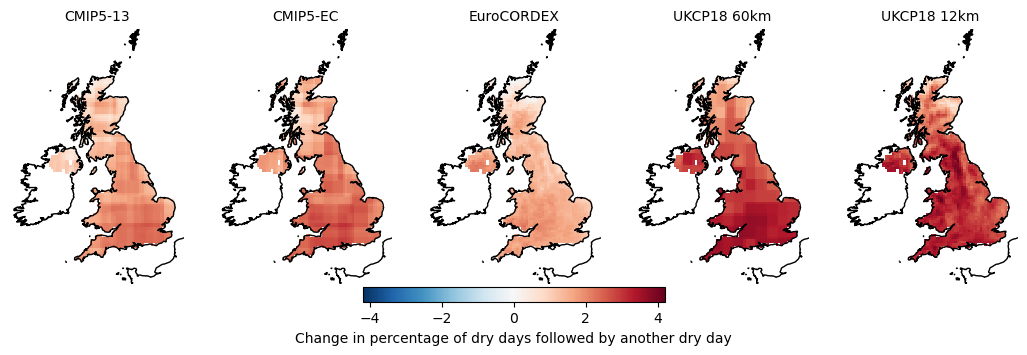 CMIP5-13 CMIP5-EC EuroCORDEX UKCP18 60km UKCP18 12km
−4 −2 0 2 4
Change in percentage of dry days followed by another dry day